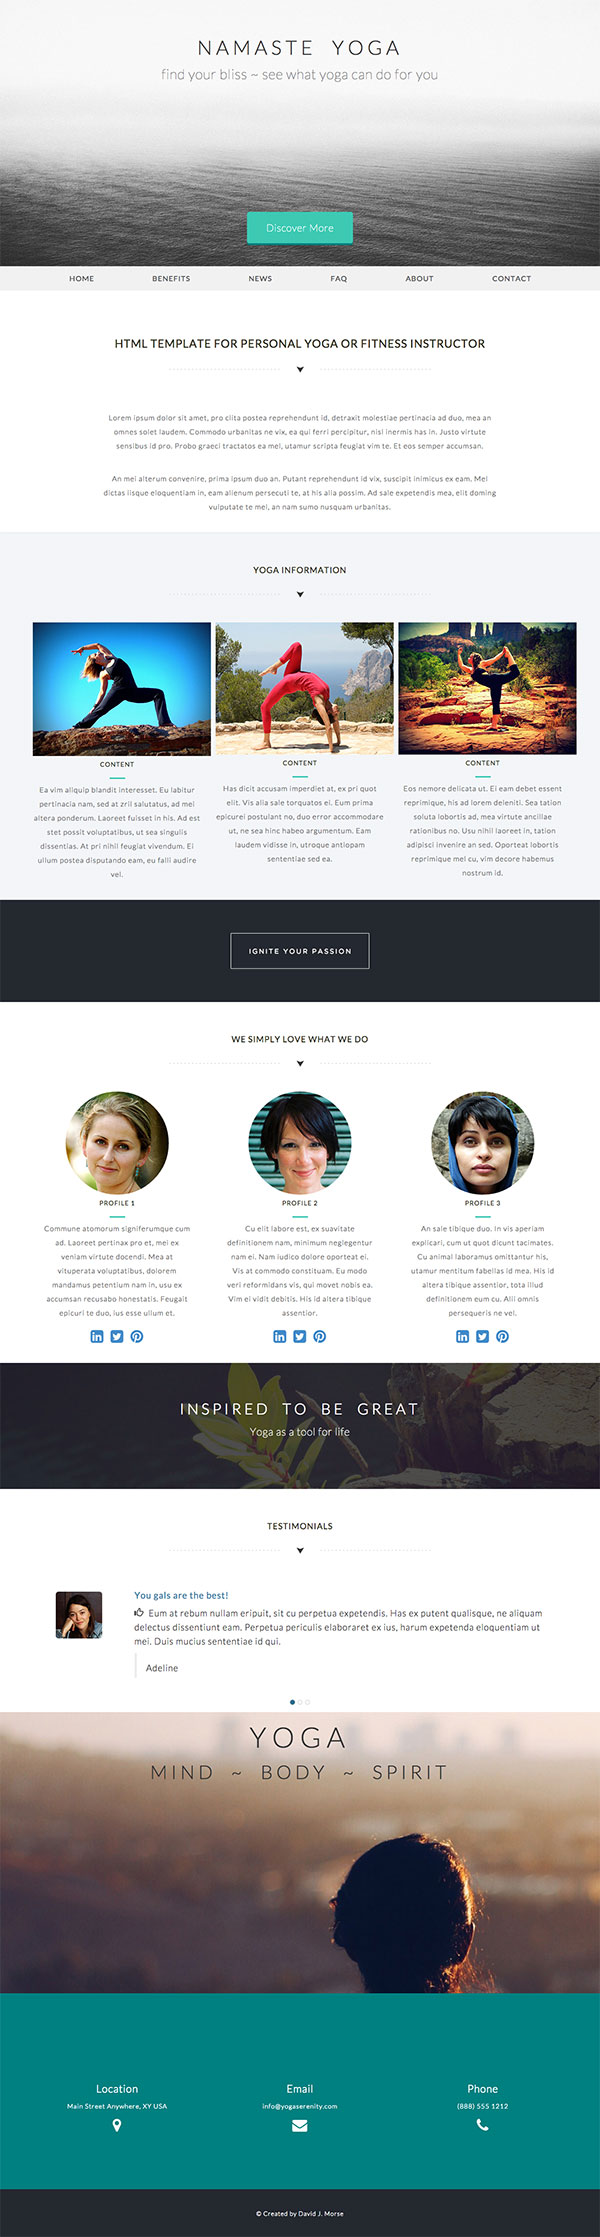 NAMASTE YOGA
find your bliss ~ see what yoga can do for you
Discover More
HOME BENEFITS NEWS FAQ ABOUT CONTACT
HTML TEMPLATE FOR PERSONAL YOGA OR FITNESS INSTRUCTOR
Lorem ipsum dolor sit amet, pro clita postea reprehendunt id, detraxit molestiae pertinacia ad duo, mea an
omnes solet laudem. Commodo urbanitas ne vix, ea qui ferri percipitur, nisl inermis has in. Justo virtute
sensibus id pro. Probo graeci tractatos ea mel, utamur scripta feugiat vim te. Et eos semper accumsan.
An mei alterum convenire, prima ipsum duo an. Putant reprehendunt id vix, suscipit inimicus ex eam. Mel
dictas iisque eloquentiam in, eam alienum persecuti te, at his alia possim. Ad sale expetendis mea, elit doming
vulputate te mel, an nam sumo nusquam urbanitas.
YOGA INFORMATION
CONTENT
Ea vim aliquip blandit interesset. Eu labitur
pertinacia nam, sed at zril salutatus, ad mei
altera ponderum. Laoreet fuisset in his. Ad est
stet possit voluptatibus, ut sea singulis
dissentias. At pri nihil feugiat vivendum. Ei
ullum postea disputando eam, eu falli audire
vel.
CONTENT
Has dicit accusam imperdiet at, ex pri quot
elit. Vis alia sale torquatos ei. Eum prima
epicurei postulant no, duo error accommodare
ut, ne sea hinc habeo argumentum. Eam
laudem vidisse in, utroque antiopam
sententiae sed ea.
CONTENT
Eos nemore delicata ut. Ei eam debet essent
reprimique, his ad lorem deleniti. Sea tation
soluta lobortis ad, mea virtute ancillae
rationibus no. Usu nihil laoreet in, tation
adipisci invenire an sed. Oporteat lobortis
reprimique mel cu, vim decore habemus
nostrum id.
IGNITE YOUR PASSION
WE SIMPLY LOVE WHAT WE DO
PROFILE 1
Commune atomorum signiferumque cum
ad. Laoreet pertinax pro et, mei ex
veniam virtute docendi. Mea at
vituperata voluptatibus, dolorem
mandamus petentium nam in, usu ex
accumsan recusabo honestatis. Feugait
epicuri te duo, ius esse ullum et.
PROFILE 2
Cu elit labore est, ex suavitate
definitionem nam, minimum neglegentur
nam ei. Nam iudico dolore oporteat ei.
Vis at commodo constituam. Eu modo
veri reformidans vis, qui movet nobis ea.
Vim ei vidit debitis. His id altera tibique
assentior.
PROFILE 3
An sale tibique duo. In vis aperiam
explicari, cum ut quot dicunt tacimates.
Cu animal laboramus omittantur his,
utamur mentitum fabellas id mea. His id
altera tibique assentior, tota illud
definitionem eum cu. Alii omnis
persequeris ne vel.
INSPIRED TO BE GREAT
Yoga as a tool for life
TESTIMONIALS
You gals are the best!
Eum at rebum nullam eripuit, sit cu perpetua expetendis. Has ex putent qualisque, ne aliquam
delectus dissentiunt eam. Perpetua periculis elaboraret ex ius, harum expetenda eloquentiam ut
mei. Duis mucius sententiae id qui.
Adeline
YOGA
MIND ~ BODY ~ SPIRIT
Location
Main Street Anywhere, XY USA
Email
info@yogaserenity.com
Phone
(888) 555 1212
© Created by David J. Morse